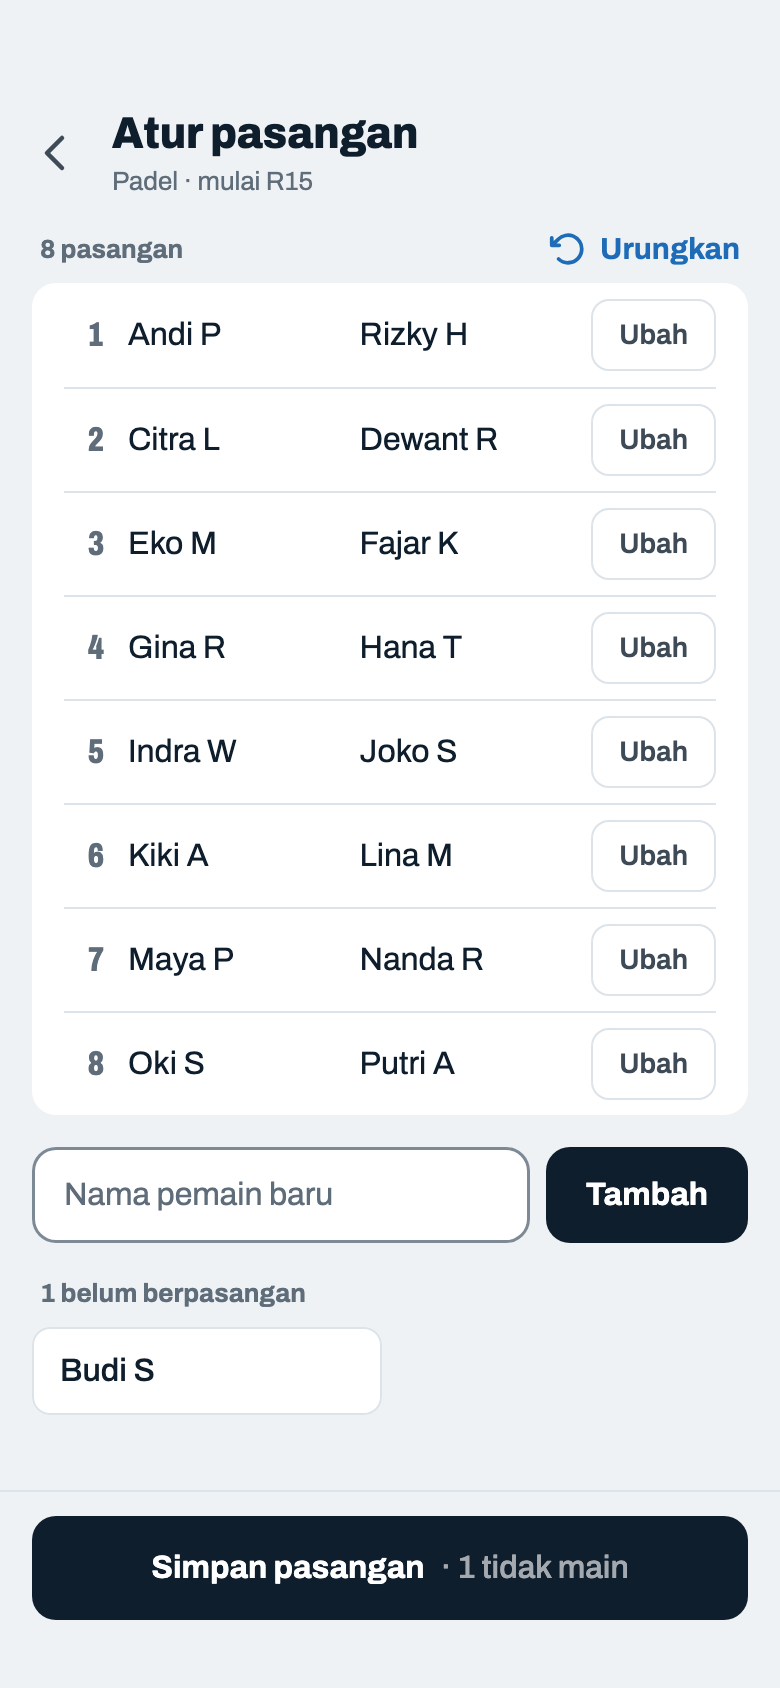 Atur pasangan
Padel · mulai R15
8 pasangan Urungkan
1 Andi P Rizky H Ubah
2 Citra L Dewant R Ubah
3 Eko M Fajar K Ubah
4 Gina R Hana T Ubah
5 Indra W Joko S Ubah
6 Kiki A Lina M Ubah
7 Maya P Nanda R Ubah
8 Oki S Putri A Ubah
Nama pemain baru Tambah
1 belum berpasangan
Budi S
Simpan pasangan · 1 tidak main